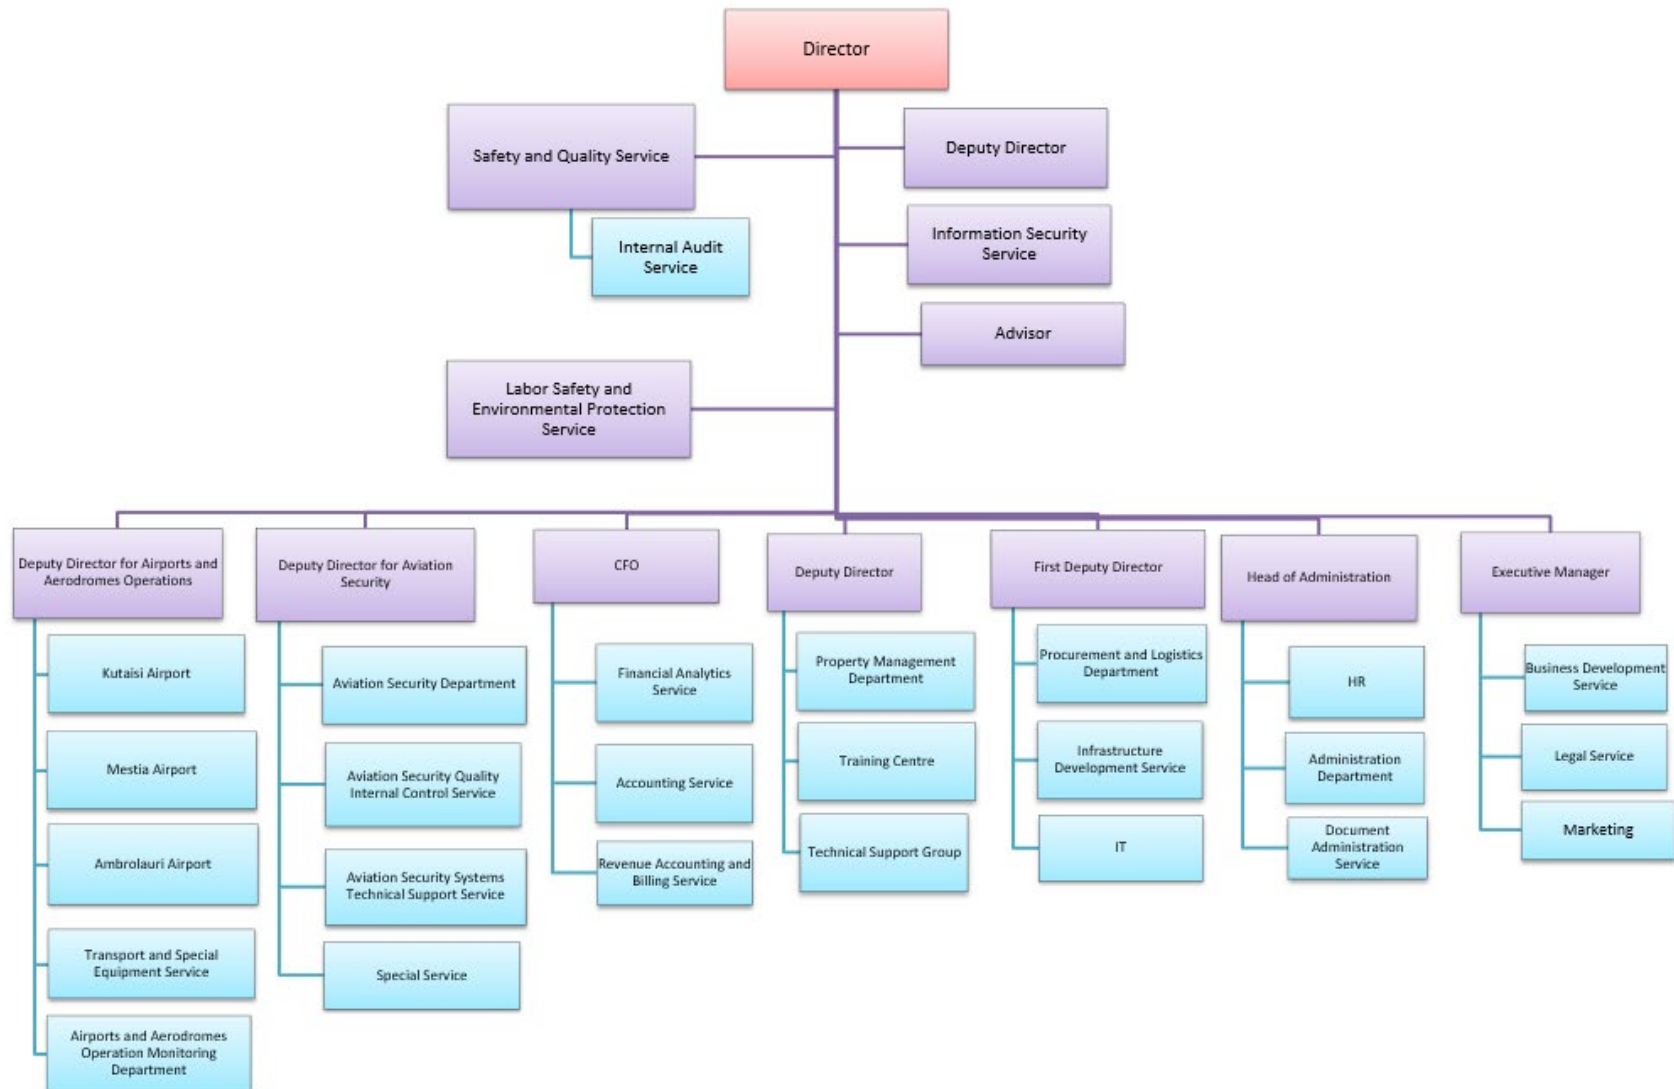 Director
Safety and Quality Service
Deputy Director
Internal Audit
Service
Information Security
Service
Advisor
Labor Safety and
Environmental Protection
Service
Deputy Director for Airports and
Aerodromes Operations
Kutaisi Airport
Mestia Airport
Ambrolauri Airport
Transport and Special
Equipment Service
Airports and Aerodromes
Operation Monitoring
Department
Deputy Director for Aviation
Security
Aviation Security Department
Aviation Security Quality
Internal Control Service
Aviation Security Systems
Technical Support Service
Special Service
CFO
Financial Analytics
Service
Accounting Service
Revenue Accounting and
Billing Service
Deputy Director
Property Management
Department
Training Centre
Technical Support Group
First Deputy Director
Procurement and Logistics
Department
Infrastructure
Development Service
IT
Head of Administration
HR
Administration
Department
Document
Administration
Service
Executive Manager
Business Development
Service
Legal Service
Marketing